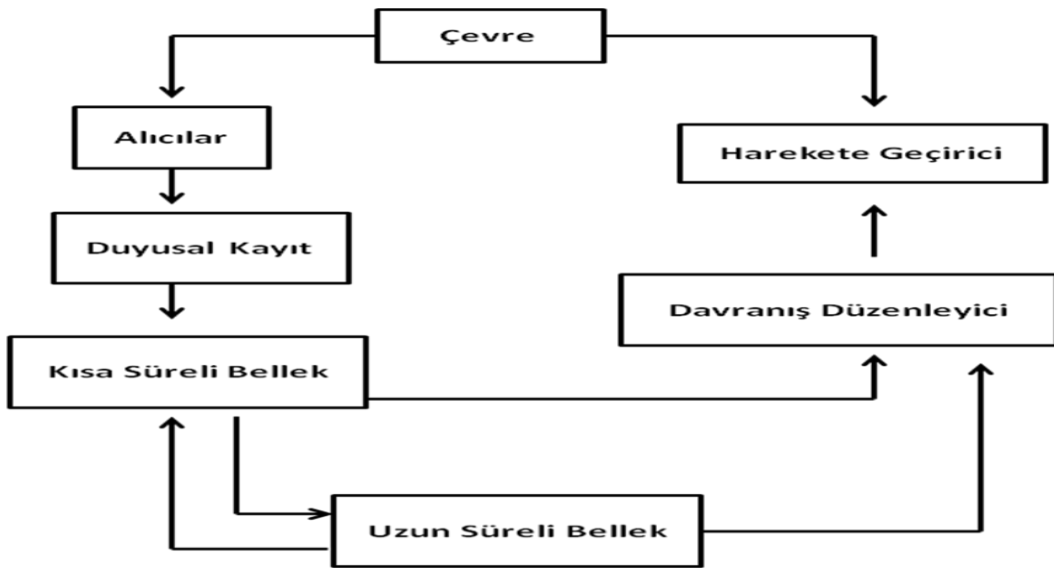 Çevre
Alıcılar
Harekete Geçirici
Duyusal Kayıt
Davranış Düzenleyici
Kısa Süreli Bellek
Uzun Süreli Bellek